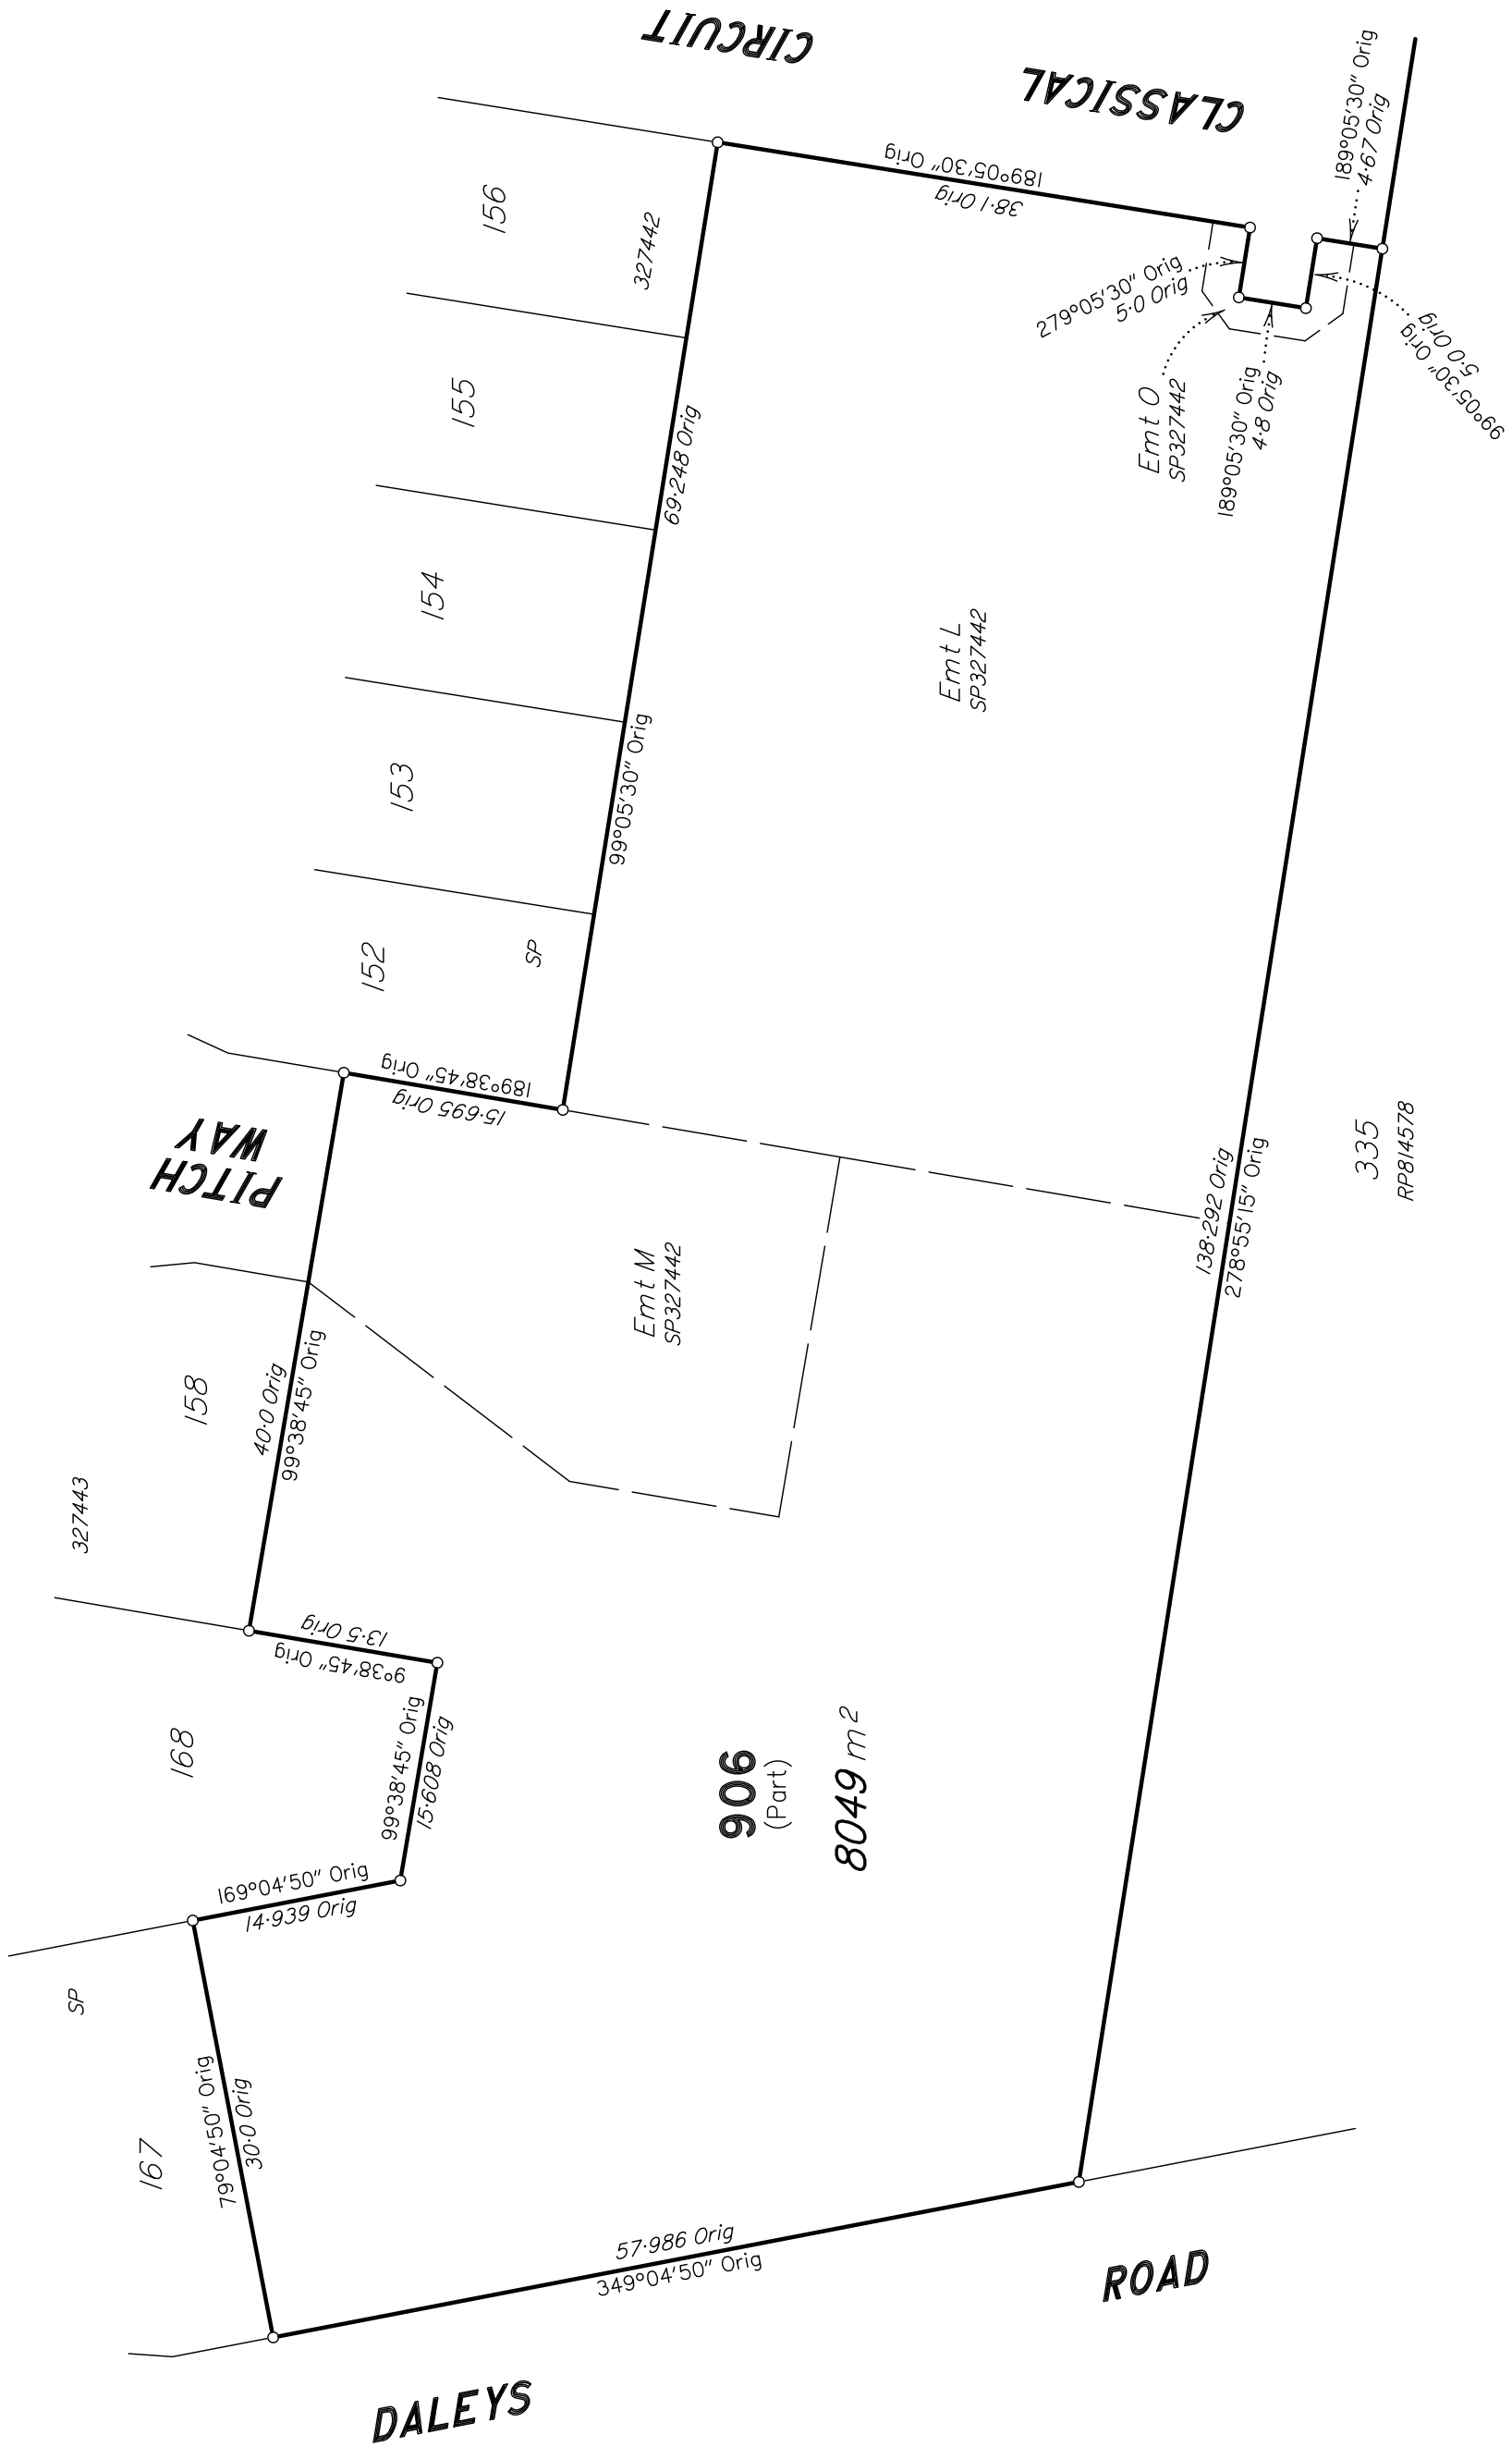 CLASSICAL
CIRCUIT
156
155
154
153
152
327442
SP
189°05'30" Orig
38·1 Orig
189°05'30" Orig
4·67 Orig
279°05'30" Orig
5·0 Orig
99°05'30" Orig
5·0 Orig
189°05'30" Orig
4·8 Orig
Emt O
SP327442
69·248 Orig
99°05'30" Orig
Emt L
SP327442
189°38'45" Orig
15·695 Orig
PITCH
WAY
Emt M
SP327442
138·292 Orig
278°55'15" Orig
335
RP814578
158
40·0 Orig
99°38'45" Orig
327443
13·5 Orig
9°38'45" Orig
168
99°38'45" Orig
15·608 Orig
906
(Part)
8049 m²
169°04'50" Orig
14·939 Orig
SP
167
79°04'50" Orig
30·0 Orig
57·986 Orig
349°04'50" Orig
DALEYS
ROAD